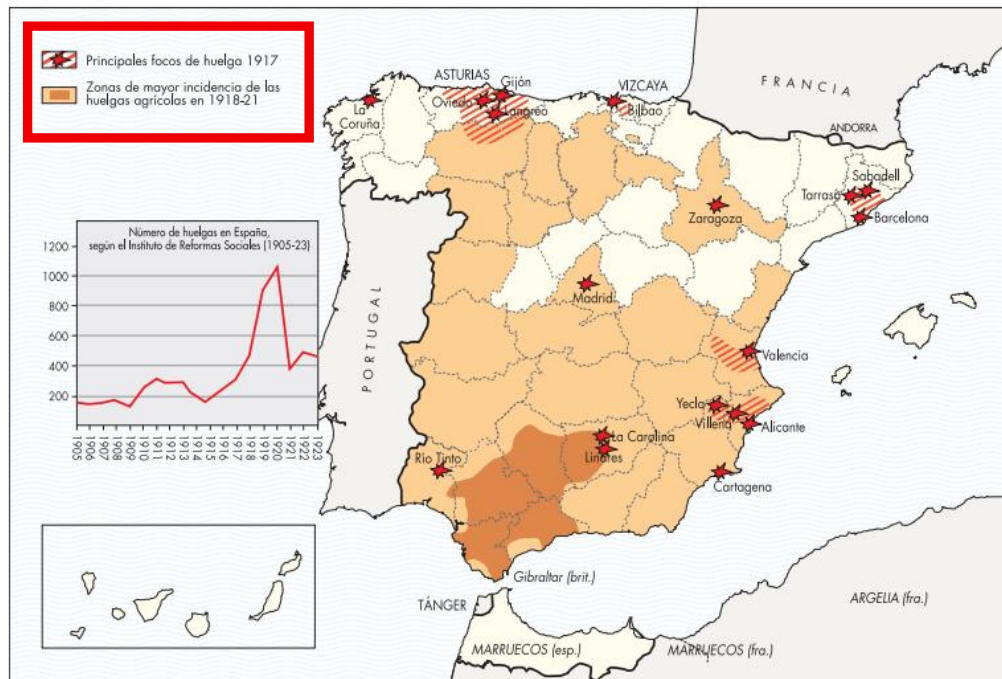 Principales focos de huelga 1917
Zonas de mayor incidencia de las
huelgas agrícolas en 1918-21
ASTURIAS
Gijón
VIZCAYA
FRANCIA
La
Coruña
Oviedo
Langreo
Bilbao
ANDORRA
Sabadell
Tarrasa
Barcelona
Zaragoza
Número de huelgas en España,
según el Instituto de Reformas Sociales (1905-23)
1200
1000
800
600
400
200
1905
1906
1907
1908
1909
1910
1911
1912
1913
1914
1915
1916
1917
1918
1919
1920
1921
1922
1923
PORTUGAL
Madrid
Valencia
Yecla
Villena
Alicante
La Carolina
Linares
Rio Tinto
Cartagena
Gibraltar (brit.)
TÁNGER
ARGELIA (fra.)
MARRUECOS (esp.)
MARRUECOS (fra.)